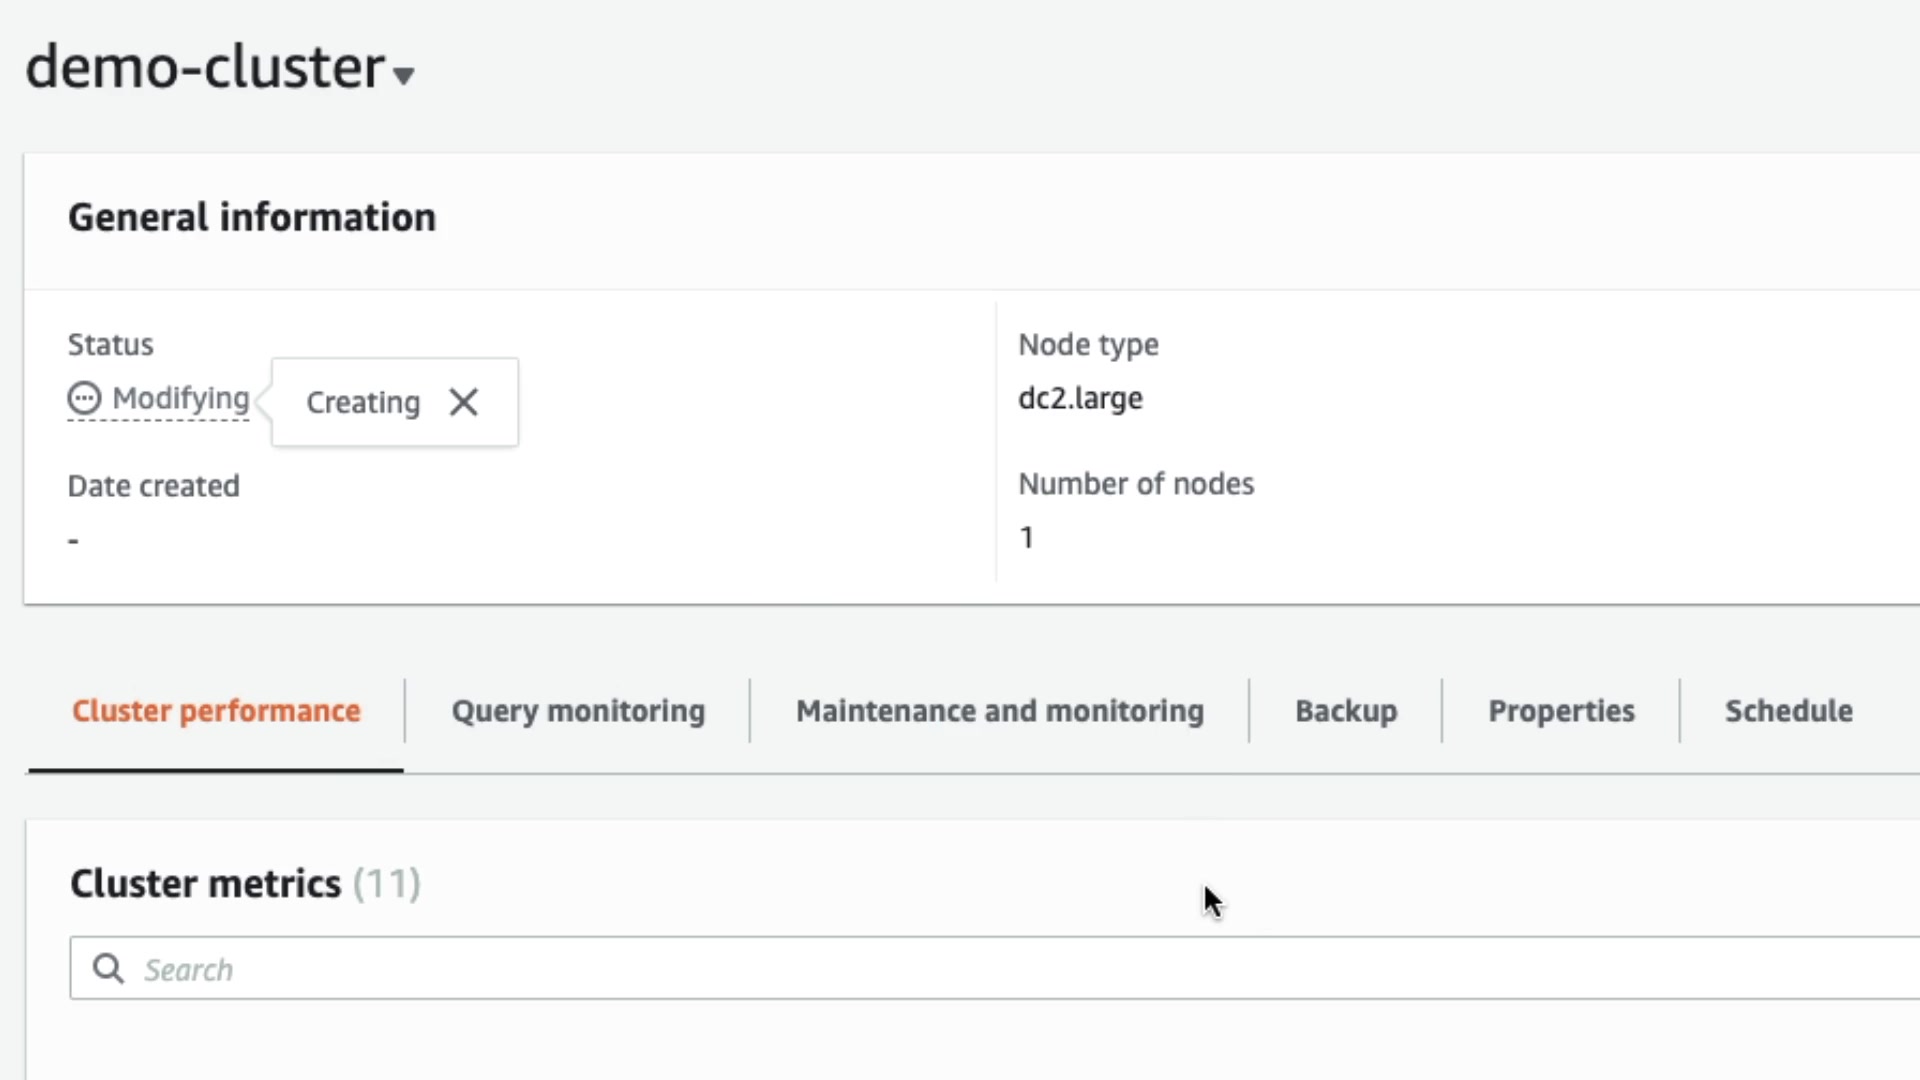 demo-cluster
General information
Status
Modifying
Creating
Date created
-
Node type
dc2.large
Number of nodes
1
Cluster performance
Query monitoring
Maintenance and monitoring
Backup
Properties
Schedule
Cluster metrics (11)
Search